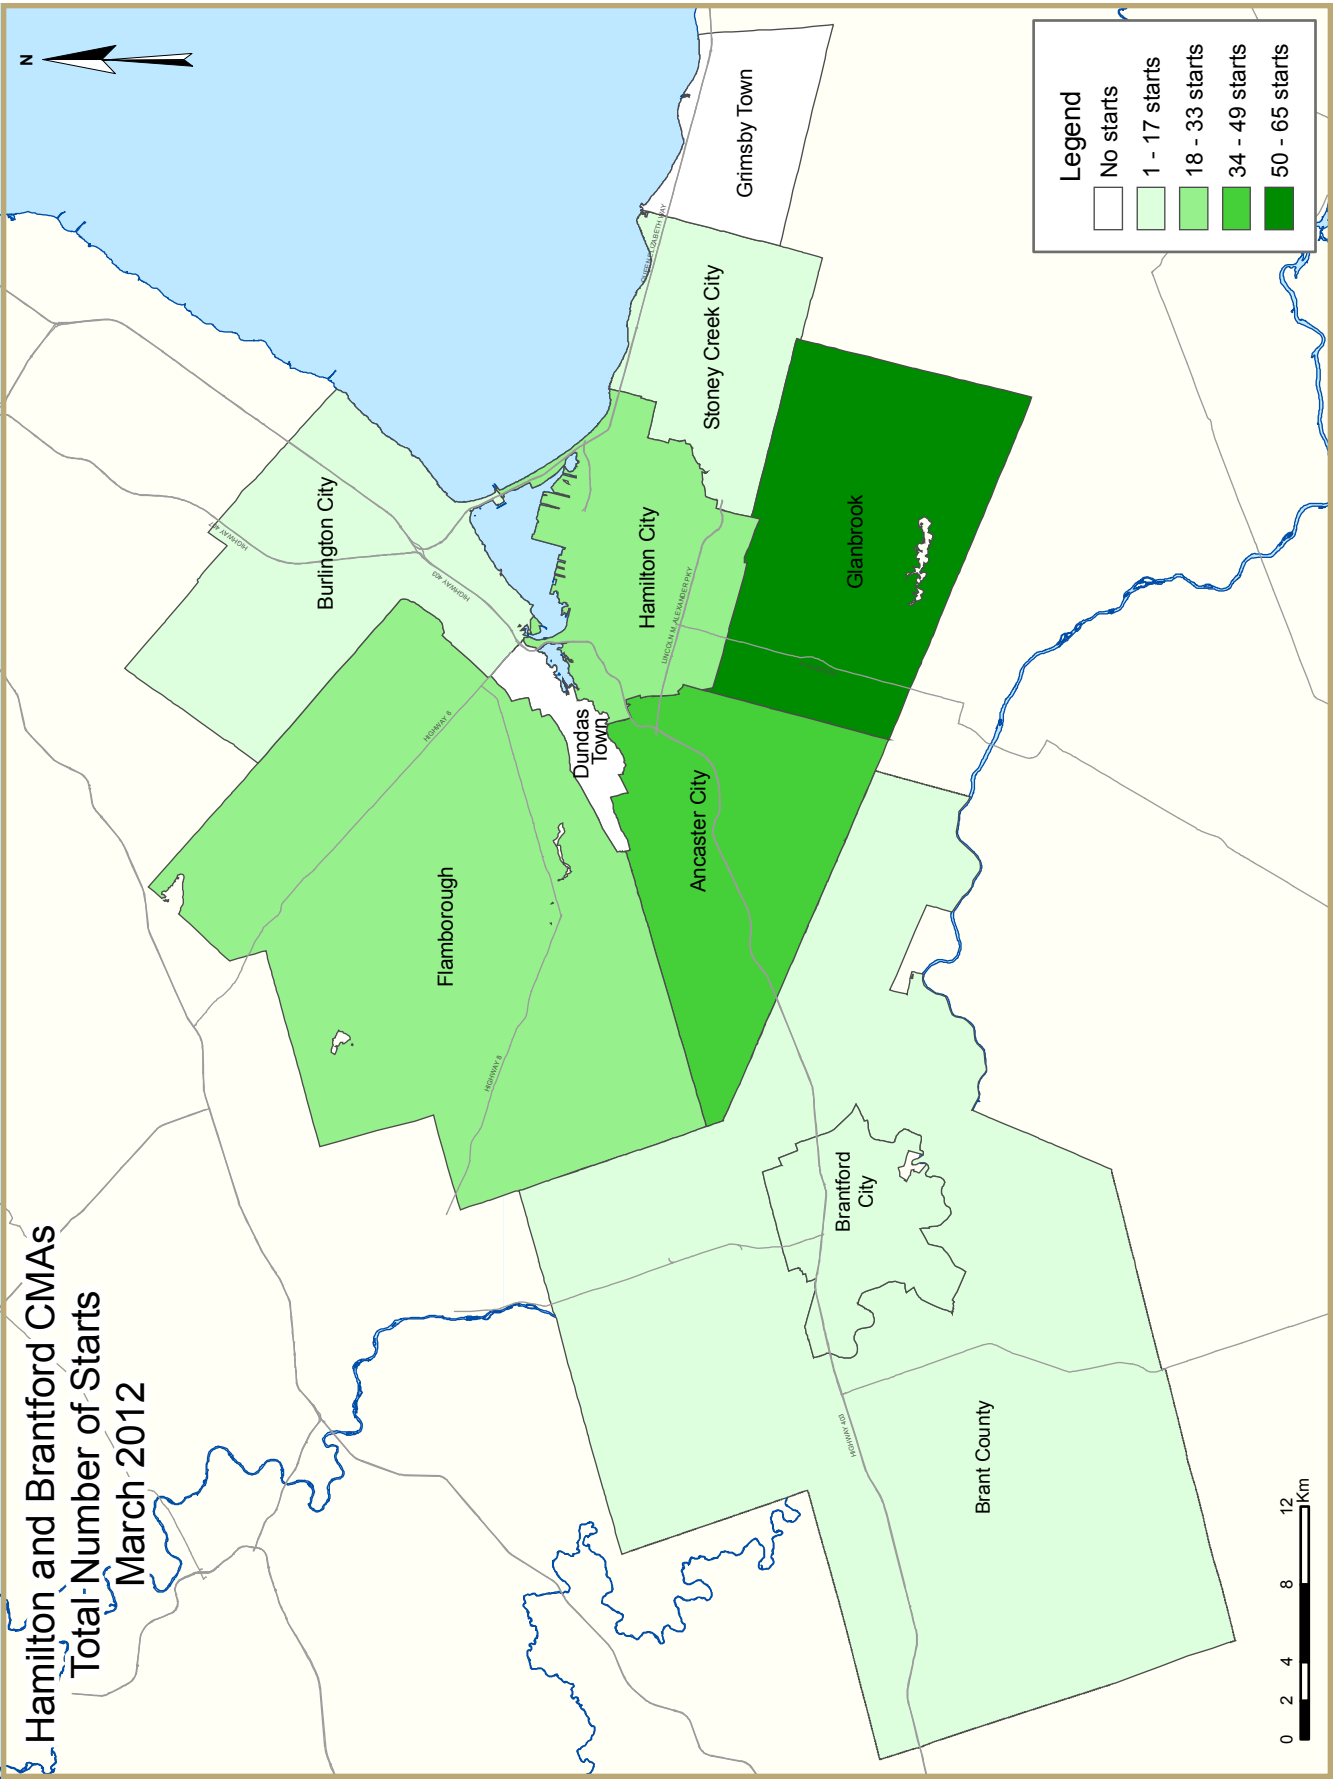 Hamilton and Brantford CMAs
Total Number of Starts
March 2012
N
Burlington City
HIGHWAY 403
HIGHWAY 6
Flamborough
HIGHWAY 8
Dundas
Town
Hamilton City
LINCOLN M. ALEXANDER PKY
QUEEN ELIZABETH WAY
Stoney Creek City
Grimsby Town
Ancaster City
Glanbrook
Brantford
City
HIGHWAY 403
Brant County
Legend
No starts
1 - 17 starts
18 - 33 starts
34 - 49 starts
50 - 65 starts
0 2 4 8 12
Km